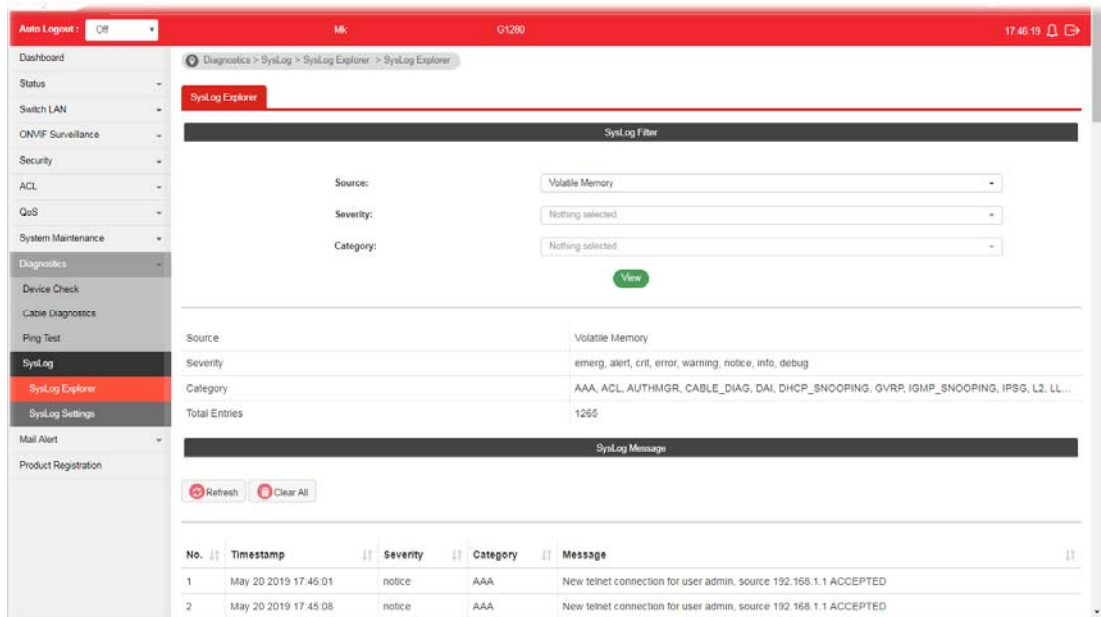 Auto Logout : Off Mk G1280 17:46:19
Dashboard
Status
Switch LAN
ONVIF Surveillance
Security
ACL
QoS
System Maintenance
Diagnostics
Device Check
Cable Diagnostics
Ping Test
SysLog
SysLog Explorer
SysLog Settings
Mail Alert
Product Registration
Diagnostics > SysLog > SysLog Explorer > SysLog Explorer
SysLog Explorer
SysLog Filter
Source: Volatile Memory
Severity: Nothing selected
Category: Nothing selected
View
Source Volatile Memory
Severity emerg, alert, crit, error, warning, notice, info, debug
Category AAA, ACL, AUTHMGR, CABLE_DIAG, DAI, DHCP_SNOOPING, GVRP, IGMP_SNOOPING, IPSG, L2, LL...
Total Entries 1265
SysLog Message
Refresh Clear All
No. Timestamp Severity Category Message
1 May 20 2019 17:46:01 notice AAA New telnet connection for user admin, source 192.168.1.1 ACCEPTED
2 May 20 2019 17:45:08 notice AAA New telnet connection for user admin, source 192.168.1.1 ACCEPTED